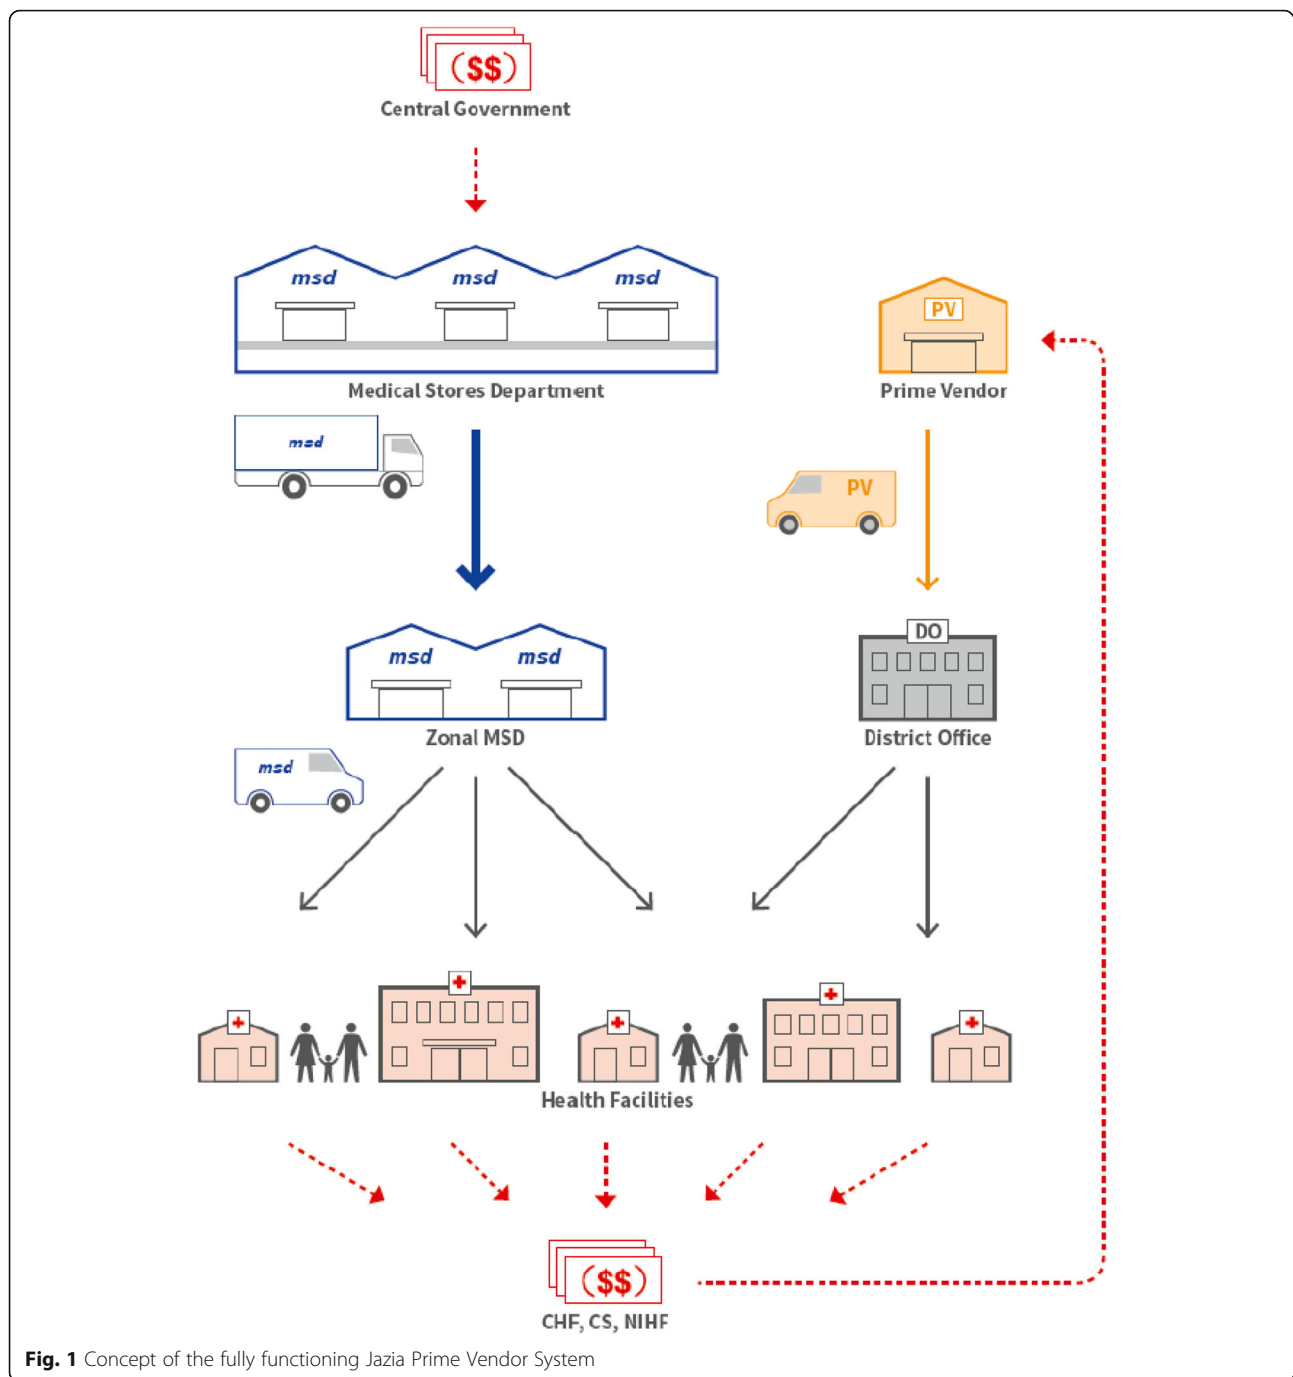 ($$)
Central Government
msd msd msd
PV
Medical Stores Department
Prime Vendor
msd
PV
DO
msd msd
Zonal MSD
District Office
msd
Health Facilities
($$)
CHF, CS, NIHF
Fig. 1 Concept of the fully functioning Jazia Prime Vendor System